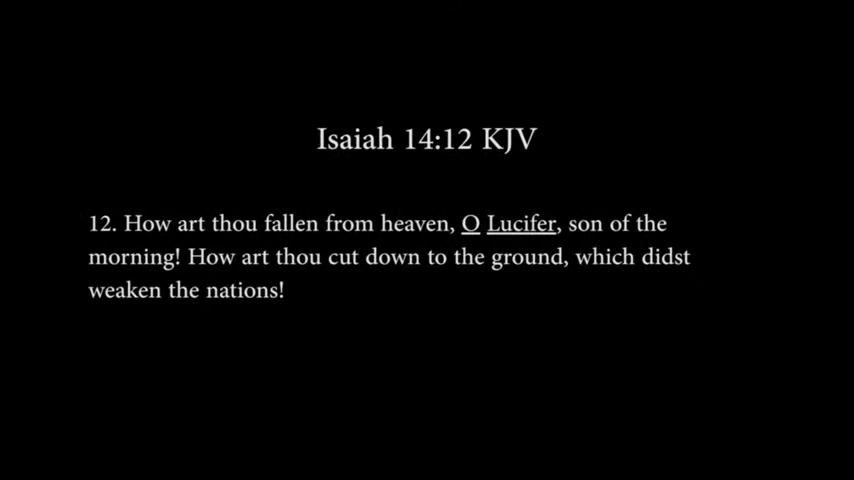 Isaiah 14:12 KJV
12. How art thou fallen from heaven, O Lucifer, son of the
morning! How art thou cut down to the ground, which didst
weaken the nations!